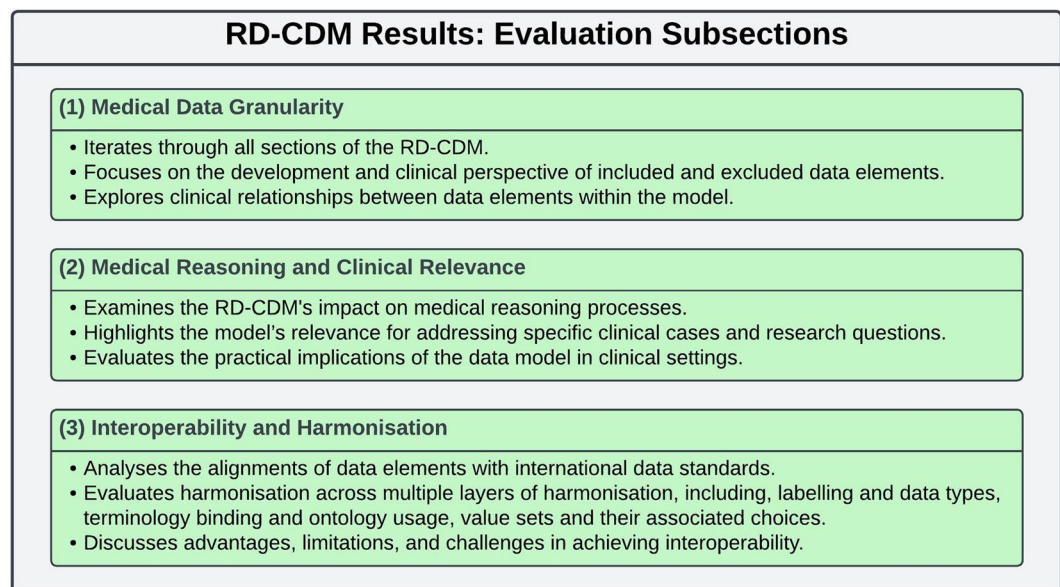 RD-CDM Results: Evaluation Subsections
(1) Medical Data Granularity
• Iterates through all sections of the RD-CDM.
• Focuses on the development and clinical perspective of included and excluded data elements.
• Explores clinical relationships between data elements within the model.
(2) Medical Reasoning and Clinical Relevance
• Examines the RD-CDM's impact on medical reasoning processes.
• Highlights the model’s relevance for addressing specific clinical cases and research questions.
• Evaluates the practical implications of the data model in clinical settings.
(3) Interoperability and Harmonisation
• Analyses the alignments of data elements with international data standards.
• Evaluates harmonisation across multiple layers of harmonisation, including, labelling and data types,
terminology binding and ontology usage, value sets and their associated choices.
• Discusses advantages, limitations, and challenges in achieving interoperability.